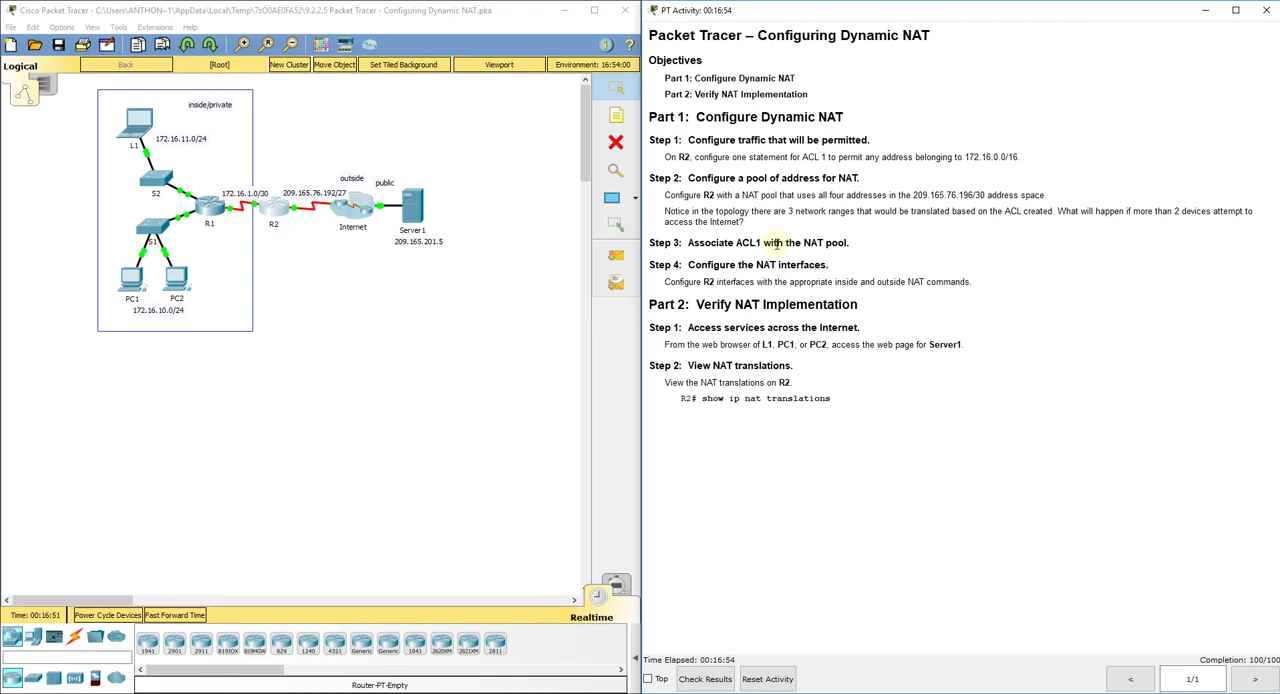 Cisco Packet Tracer - C:\Users\ANTHON~1\AppData\Local\Temp\7zO0AE0FA52\9.2.2.5 Packet Tracer - Configuring Dynamic NAT.pka
File Edit Options View Tools Extensions Help
Logical Back [Root] New Cluster Move Object Set Tiled Background Viewport Environment: 16:54:00
inside/private
L1
172.16.11.0/24
S2
R1
172.16.1.0/30
R2
209.165.76.192/27
outside
Internet
public
Server1
209.165.201.5
S1
PC1
PC2
172.16.10.0/24
Time: 00:16:51 Power Cycle Devices Fast Forward Time Realtime
1941 2901 2911 819IOX 819HGW 829 1240 4321 Generic Generic 1841 2620XM 2621XM 2811
Router-PT-Empty
PT Activity: 00:16:54
Packet Tracer – Configuring Dynamic NAT
Objectives
Part 1: Configure Dynamic NAT
Part 2: Verify NAT Implementation
Part 1: Configure Dynamic NAT
Step 1: Configure traffic that will be permitted.
On R2, configure one statement for ACL 1 to permit any address belonging to 172.16.0.0/16.
Step 2: Configure a pool of address for NAT.
Configure R2 with a NAT pool that uses all four addresses in the 209.165.76.196/30 address space.
Notice in the topology there are 3 network ranges that would be translated based on the ACL created. What will happen if more than 2 devices attempt to
access the Internet?
Step 3: Associate ACL1 with the NAT pool.
Step 4: Configure the NAT interfaces.
Configure R2 interfaces with the appropriate inside and outside NAT commands.
Part 2: Verify NAT Implementation
Step 1: Access services across the Internet.
From the web browser of L1, PC1, or PC2, access the web page for Server1.
Step 2: View NAT translations.
View the NAT translations on R2.
R2# show ip nat translations
Time Elapsed: 00:16:54 Completion: 100/100
Top Check Results Reset Activity < 1/1 >